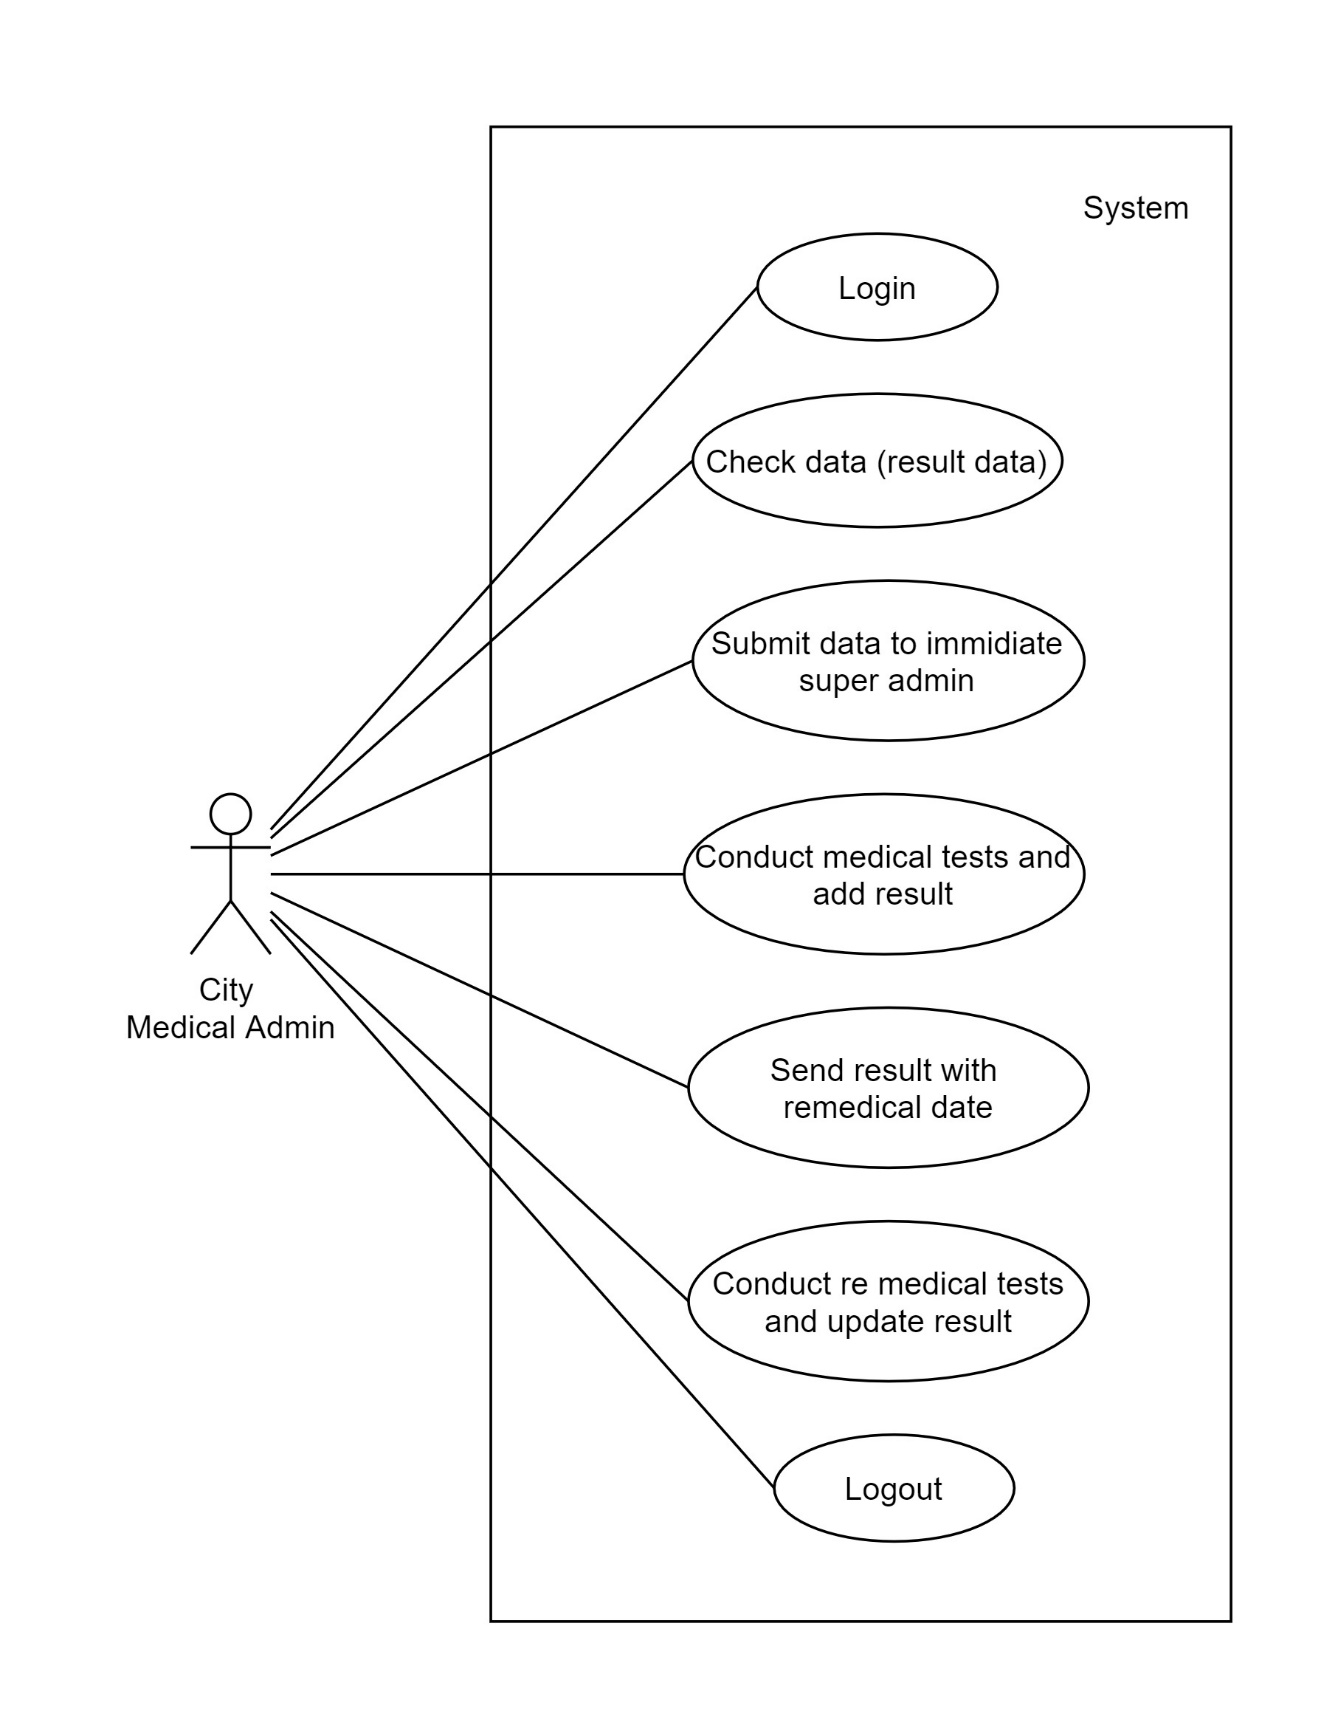 System
Login
Check data (result data)
Submit data to immidiate
super admin
Conduct medical tests and
add result
City
Medical Admin
Send result with
remedical date
Conduct re medical tests
and update result
Logout